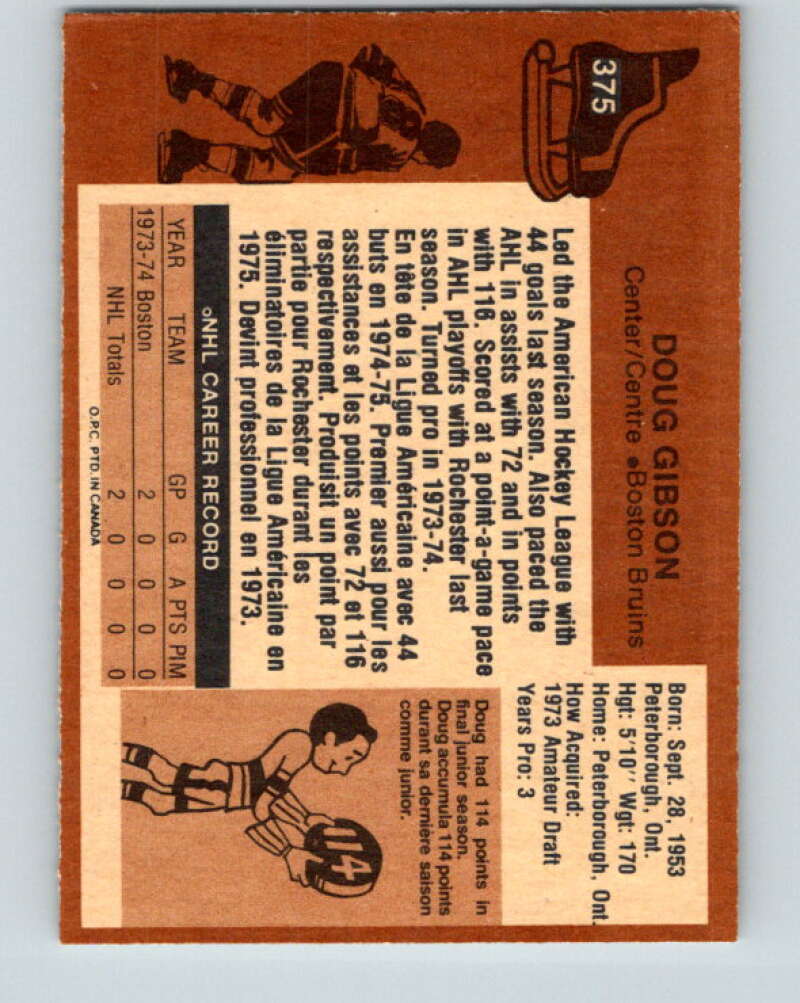 375
DOUG GIBSON
Center/Centre •Boston Bruins
Born: Sept. 28, 1953
Peterborough, Ont.
Hgt: 5'10'' Wgt: 170
Home: Peterborough, Ont.
How Acquired:
1973 Amateur Draft
Years Pro: 3
Led the American Hockey League with
44 goals last season. Also paced the
AHL in assists with 72 and in points
with 116. Scored at a point-a-game pace
in AHL playoffs with Rochester last
season. Turned pro in 1973-74.
En tête de la Ligue Américaine avec 44
buts en 1974-75. Premier aussi pour les
assistances et les points avec 72 et 116
respectivement. Produisit un point par
partie pour Rochester durant les
éliminatoires de la Ligue Américaine en
1975. Devint professionnel en 1973.
NHL CAREER RECORD
YEAR TEAM GP G A PTS PIM
1973-74 Boston 2 0 0 0 0
NHL Totals 2 0 0 0 0
O.P.C. PTD. IN CANADA
Doug had 114 points in
final junior season.
Doug accumula 114 points
durant sa dernière saison
comme junior.
114